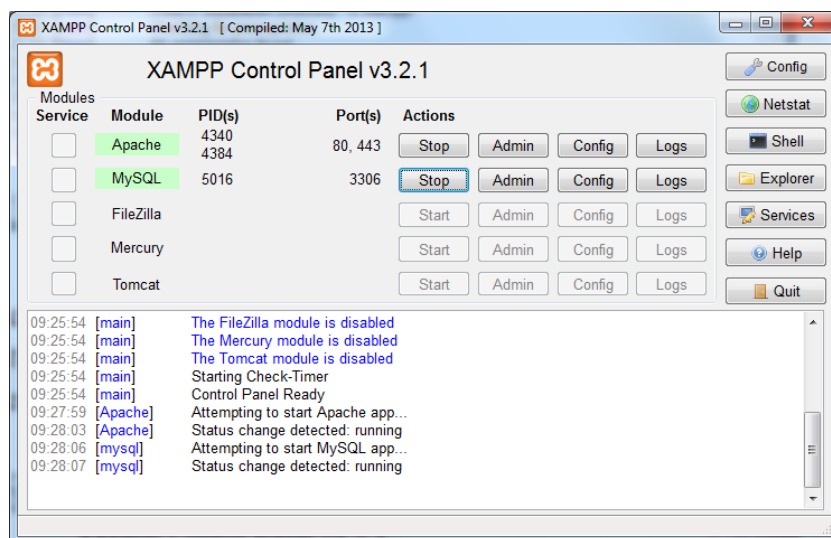 XAMPP Control Panel v3.2.1 [ Compiled: May 7th 2013 ]
XAMPP Control Panel v3.2.1
Modules
Service Module PID(s) Port(s) Actions
Apache 4340 4384 80, 443 Stop Admin Config Logs
MySQL 5016 3306 Stop Admin Config Logs
FileZilla Start Admin Config Logs
Mercury Start Admin Config Logs
Tomcat Start Admin Config Logs
Config
Netstat
Shell
Explorer
Services
Help
Quit
09:25:54 [main] The FileZilla module is disabled
09:25:54 [main] The Mercury module is disabled
09:25:54 [main] The Tomcat module is disabled
09:25:54 [main] Starting Check-Timer
09:25:54 [main] Control Panel Ready
09:27:59 [Apache] Attempting to start Apache app...
09:28:03 [Apache] Status change detected: running
09:28:06 [mysql] Attempting to start MySQL app...
09:28:07 [mysql] Status change detected: running